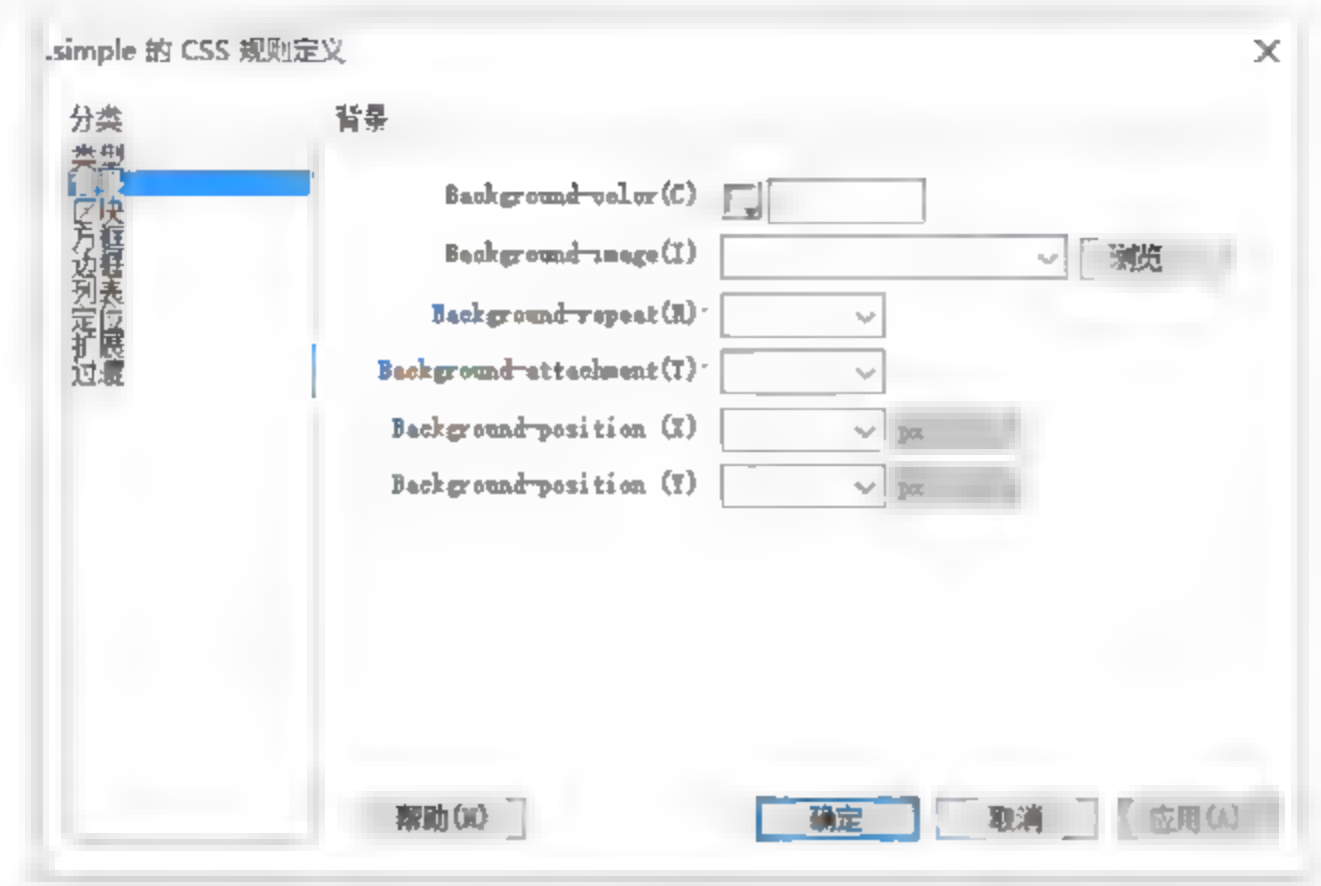 .simple 的 CSS 规则定义
分类
类型
区块
方框
边框
列表
定位
扩展
过渡
背景
Background-color(C)
Background-image(I) 浏览
Background-repeat(R)
Background-attachment(T)
Background-position (X) px
Background-position (Y) px
帮助(H) 确定 取消 应用(A)